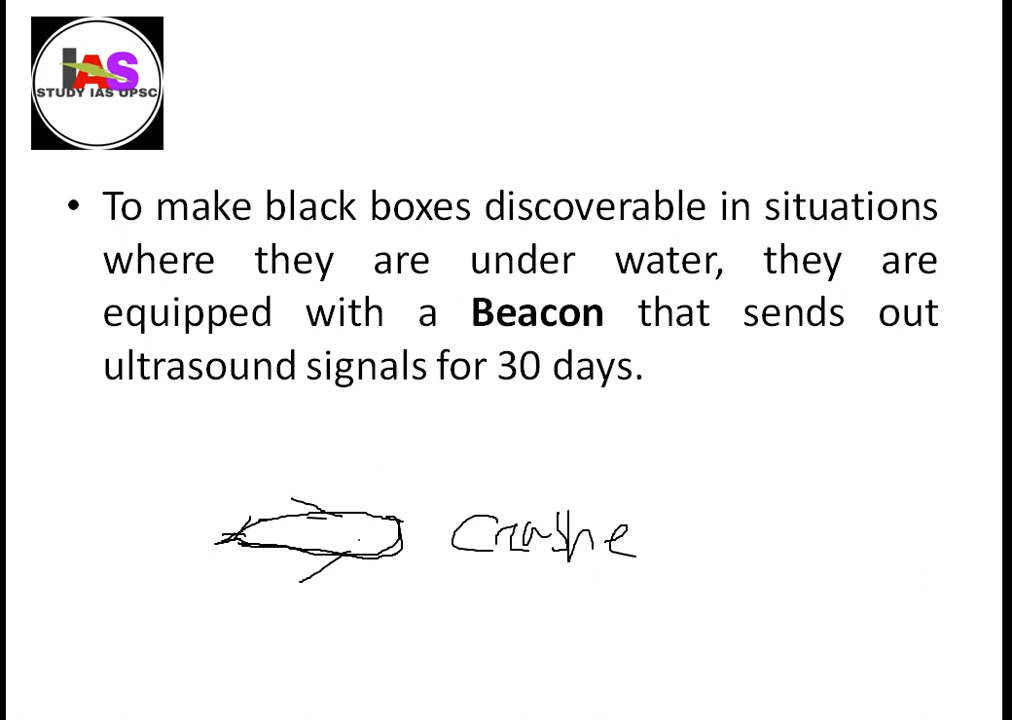 IAS
STUDY IAS UPSC
• To make black boxes discoverable in situations
where they are under water, they are
equipped with a Beacon that sends out
ultrasound signals for 30 days.
Crashe